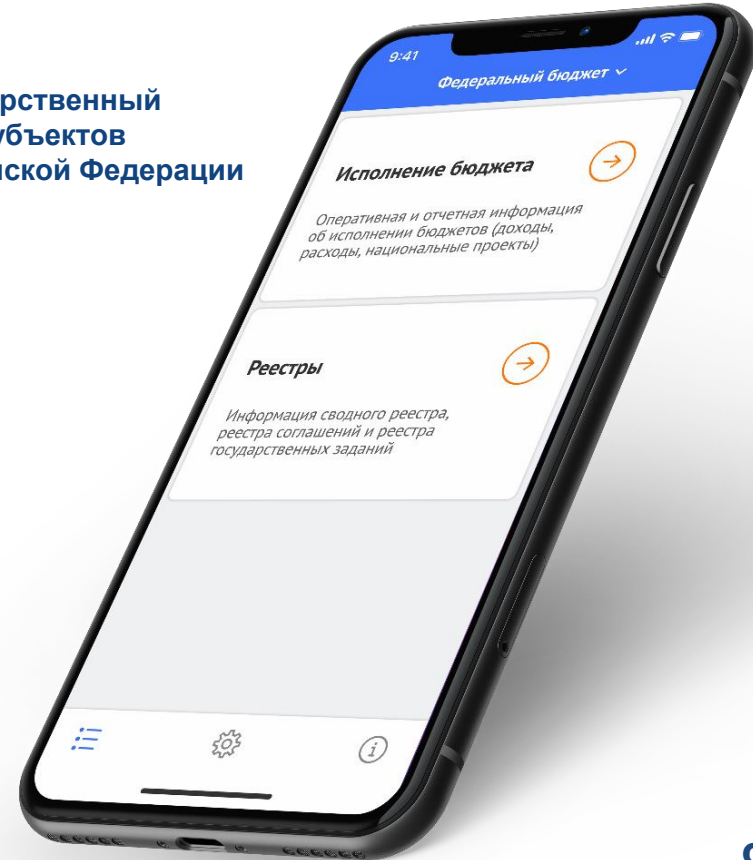 рственный
убъектов
ской Федерации
9:41
Федеральный бюджет
Исполнение бюджета
Оперативная и отчетная информация
об исполнении бюджетов (доходы,
расходы, национальные проекты)
Реестры
Информация сводного реестра,
реестра соглашений и реестра
государственных заданий